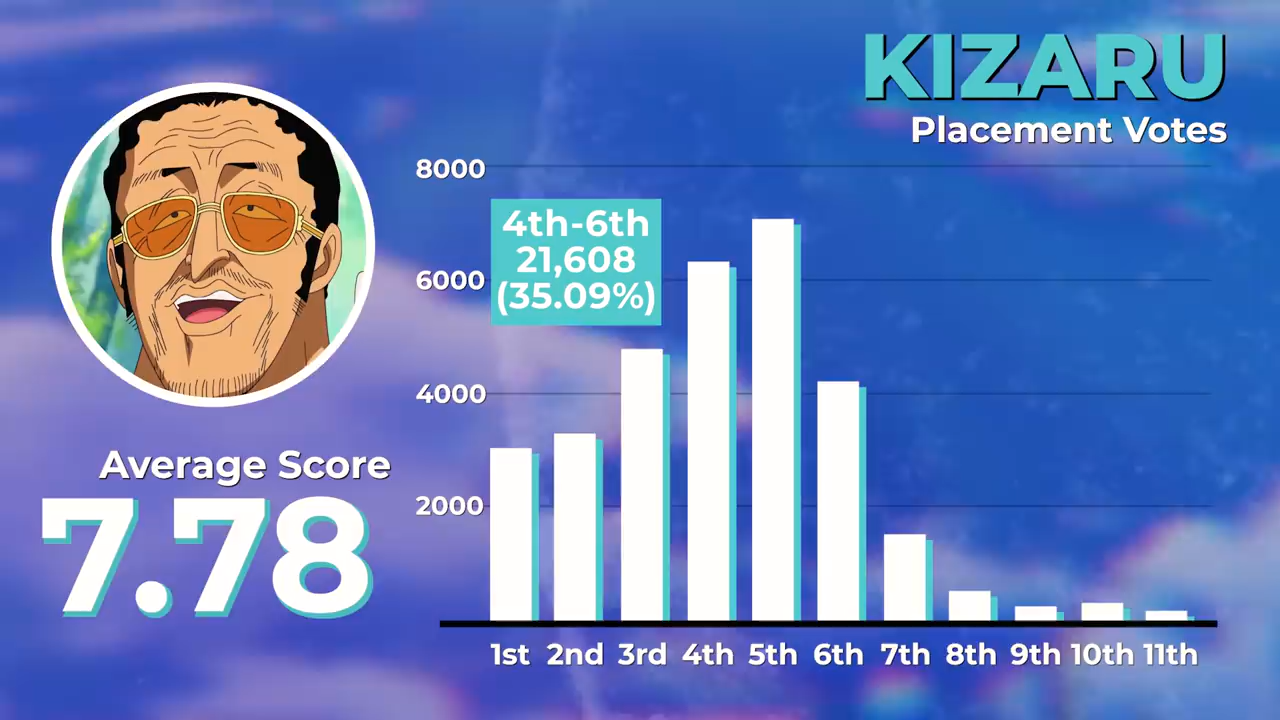 KIZARU
Placement Votes
8000
4th-6th
21,608
(35.09%)
6000
4000
2000
Average Score
7.78
1st 2nd 3rd 4th 5th 6th 7th 8th 9th 10th 11th